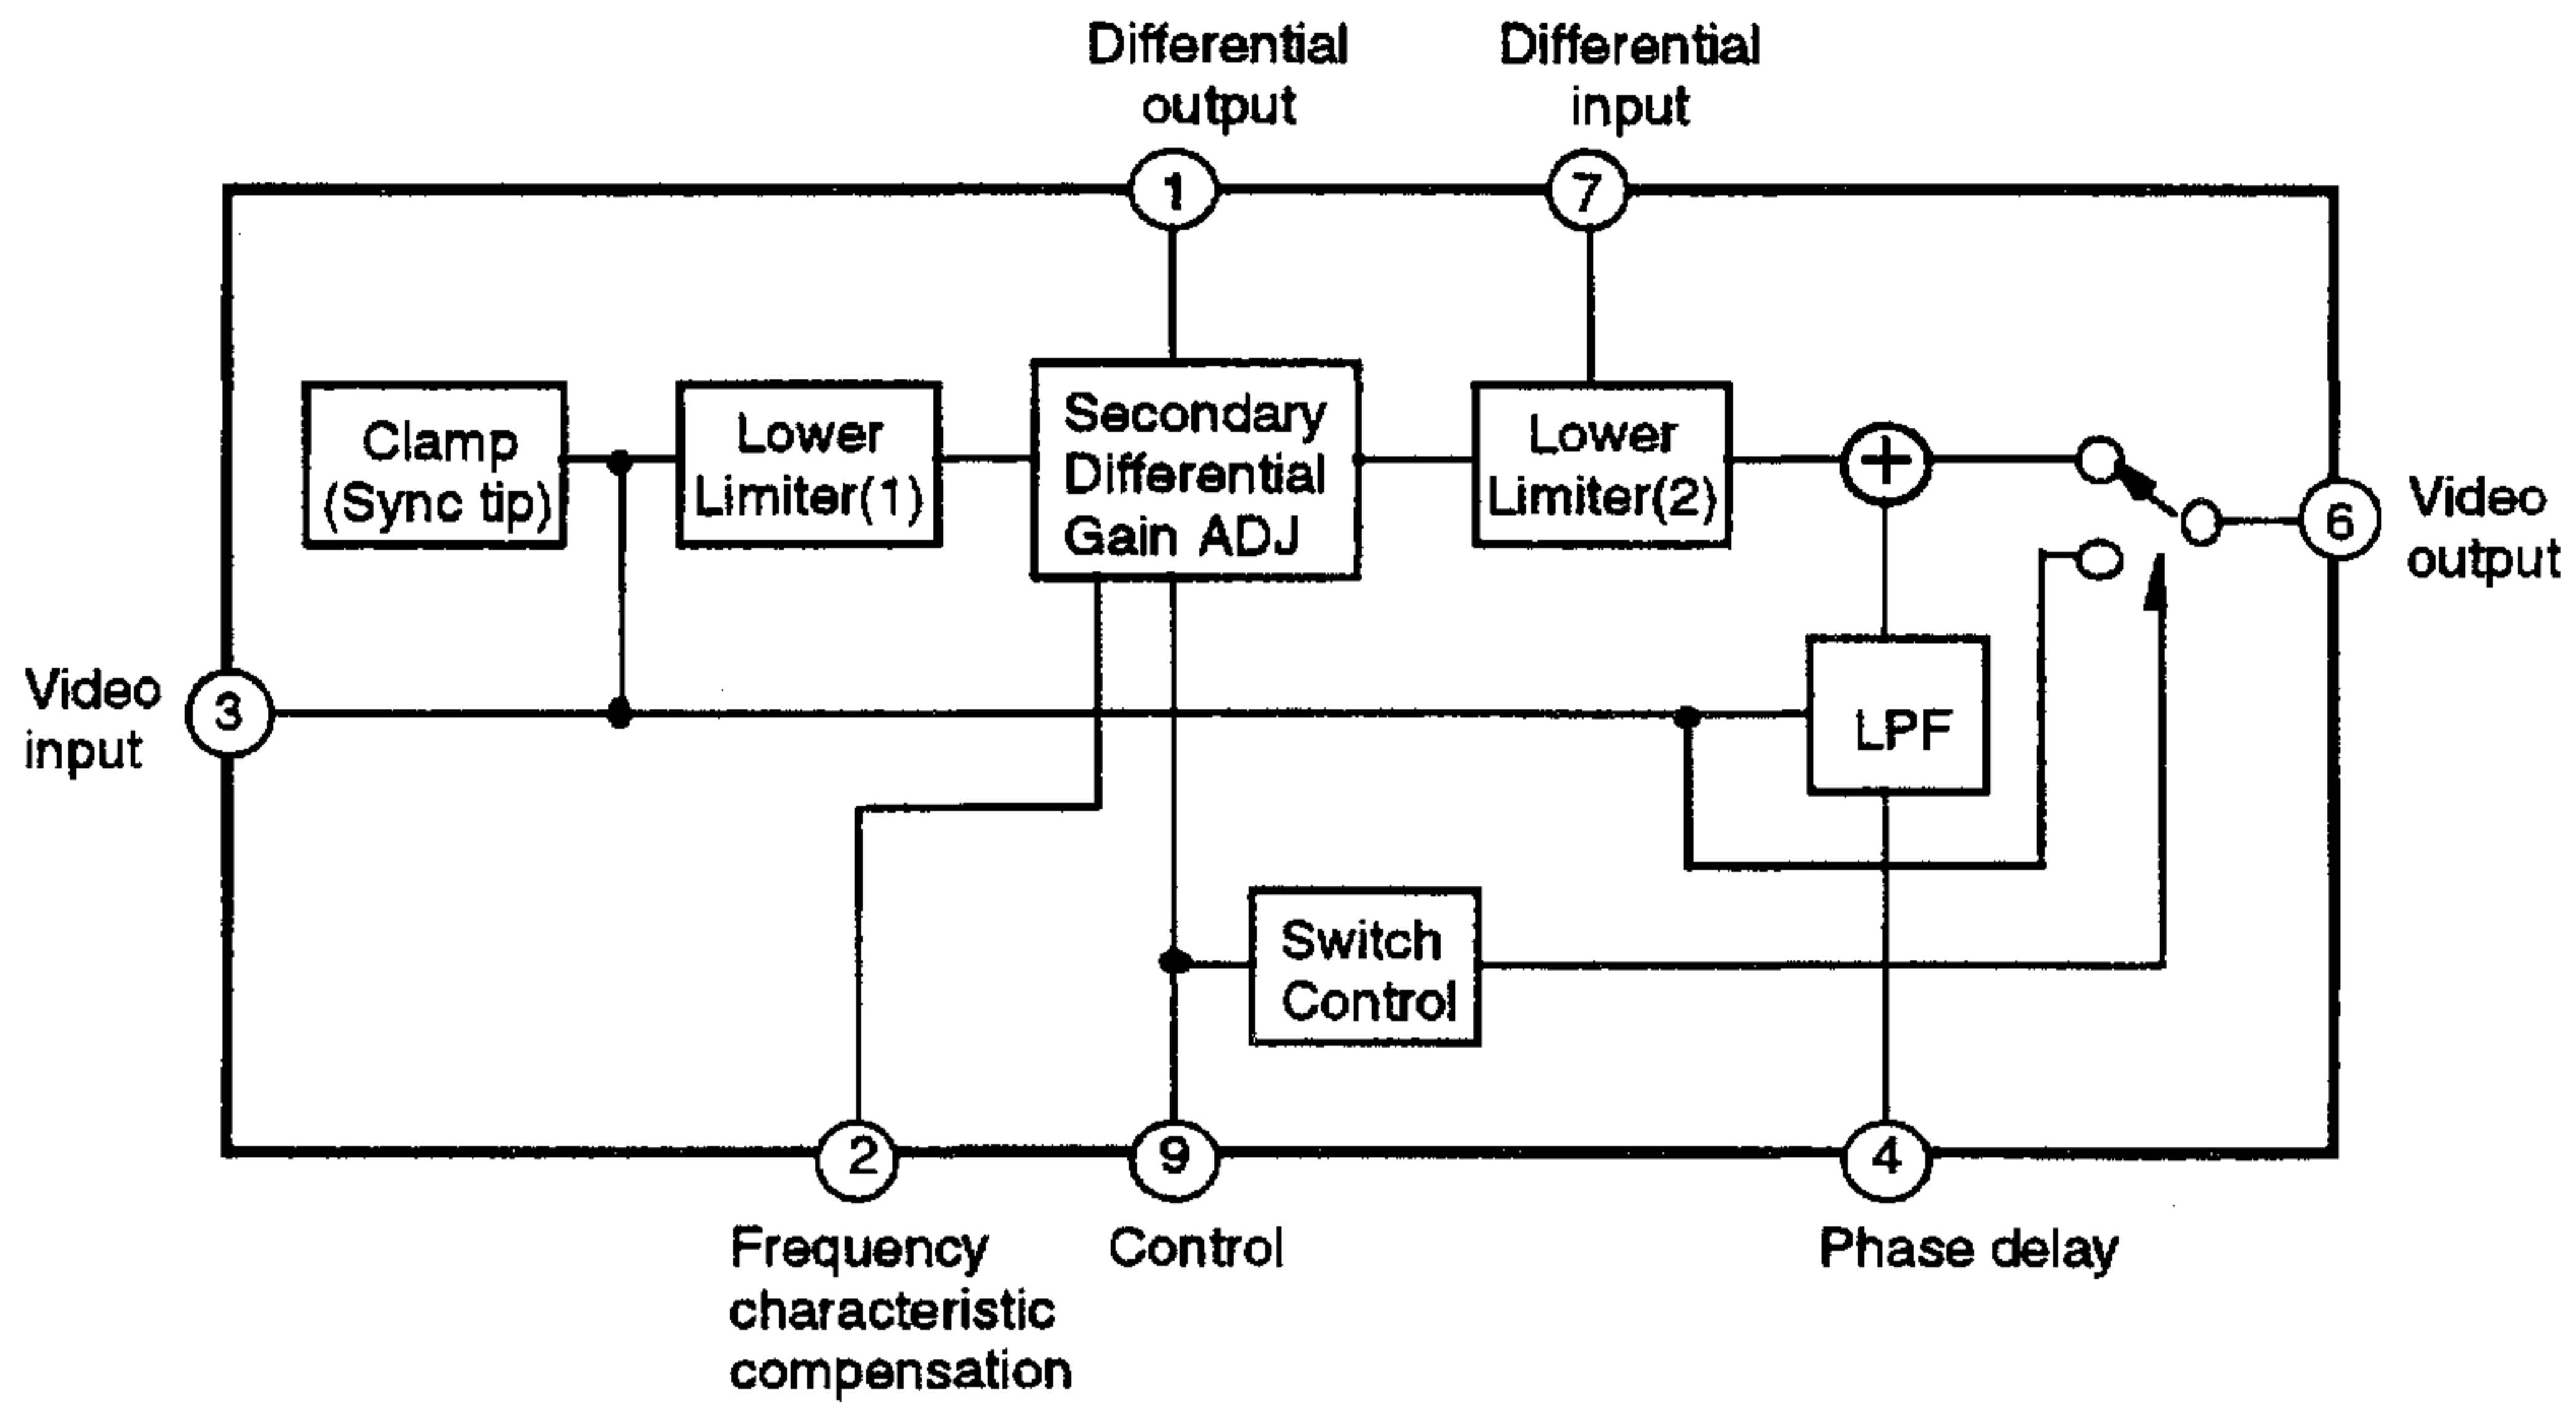 Differential
output
Differential
input
1
7
Clamp
(Sync tip)
Lower
Limiter(1)
Secondary
Differential
Gain ADJ
Lower
Limiter(2)
+
6
Video
output
Video
input
3
LPF
Switch
Control
2
9
4
Frequency
characteristic
compensation
Control
Phase delay